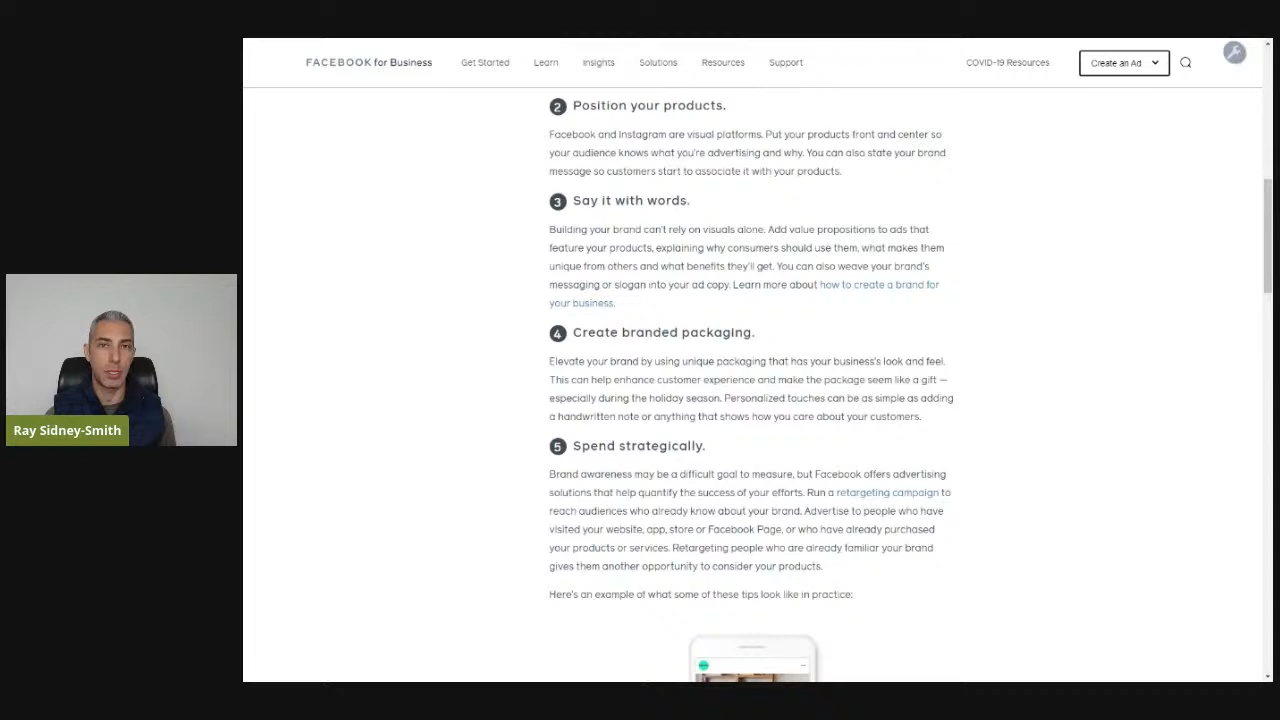 FACEBOOK for Business
Get Started
Learn
Insights
Solutions
Resources
Support
COVID-19 Resources
Create an Ad
2 Position your products.
Facebook and Instagram are visual platforms. Put your products front and center so
your audience knows what you're advertising and why. You can also state your brand
message so customers start to associate it with your products.
3 Say it with words.
Building your brand can't rely on visuals alone. Add value propositions to ads that
feature your products, explaining why consumers should use them, what makes them
unique from others and what benefits they'll get. You can also weave your brand's
messaging or slogan into your ad copy. Learn more about how to create a brand for
your business.
4 Create branded packaging.
Elevate your brand by using unique packaging that has your business's look and feel.
This can help enhance customer experience and make the package seem like a gift —
especially during the holiday season. Personalized touches can be as simple as adding
a handwritten note or anything that shows how you care about your customers.
5 Spend strategically.
Brand awareness may be a difficult goal to measure, but Facebook offers advertising
solutions that help quantify the success of your efforts. Run a retargeting campaign to
reach audiences who already know about your brand. Advertise to people who have
visited your website, app, store or Facebook Page, or who have already purchased
your products or services. Retargeting people who are already familiar your brand
gives them another opportunity to consider your products.
Here's an example of what some of these tips look like in practice:
Ray Sidney-Smith